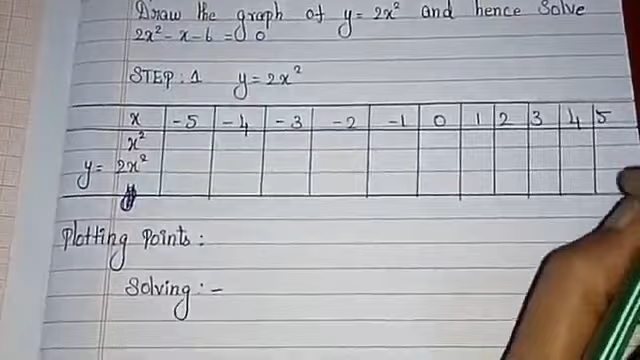 Draw the graph of y = 2x² and hence solve
2x² - x - 6 = 0
STEP: 1 y = 2x²
x -5 -4 -3 -2 -1 0 1 2 3 4 5
x²
y = 2x²
Plotting Points :
Solving :-